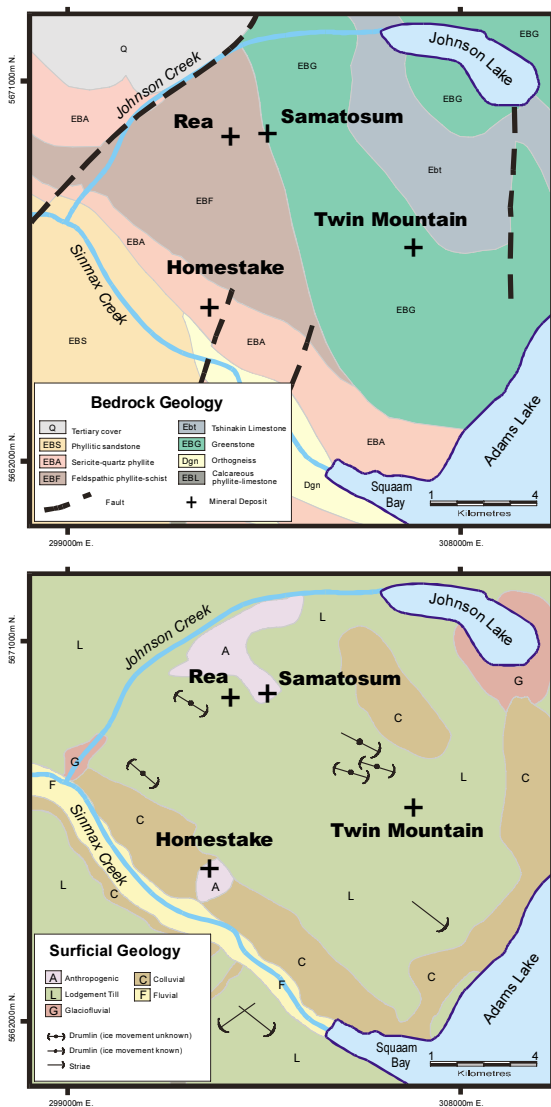 Q
EBG
EBG
Johnson Lake
Johnson Creek
EBG
EBA
Rea
Samatosum
Ebt
EBF
Twin Mountain
EBA
Sinmax Creek
Homestake
EBG
EBS
EBA
EBA
Dgn
Adams Lake
Squaam
Bay
Bedrock Geology
Q Tertiary cover
EBS Phyllitic sandstone
EBA Sericite-quartz phyllite
EBF Feldspathic phyllite-schist
Ebt Tshinakin Limestone
EBG Greenstone
Dgn Orthogneiss
EBL Calcareous
phyllite-limestone
Fault
Mineral Deposit
1 4
Kilometres
5671000m N.
5662000m N.
299000m E.
308000m E.
L
L
Johnson Creek
Johnson Lake
A
Rea
Samatosum
G
C
G
F
L
C
C
Twin Mountain
Sinmax Creek
Homestake
L
C
A
L
C
C
F
L
Adams Lake
Squaam
Bay
Surficial Geology
A Anthropogenic
L Lodgement Till
G Glaciofluvial
C Colluvial
F Fluvial
Drumlin (ice movement unknown)
Drumlin (ice movement known)
Striae
1 4
Kilometres
5671000m N.
5662000m N.
299000m E.
308000m E.